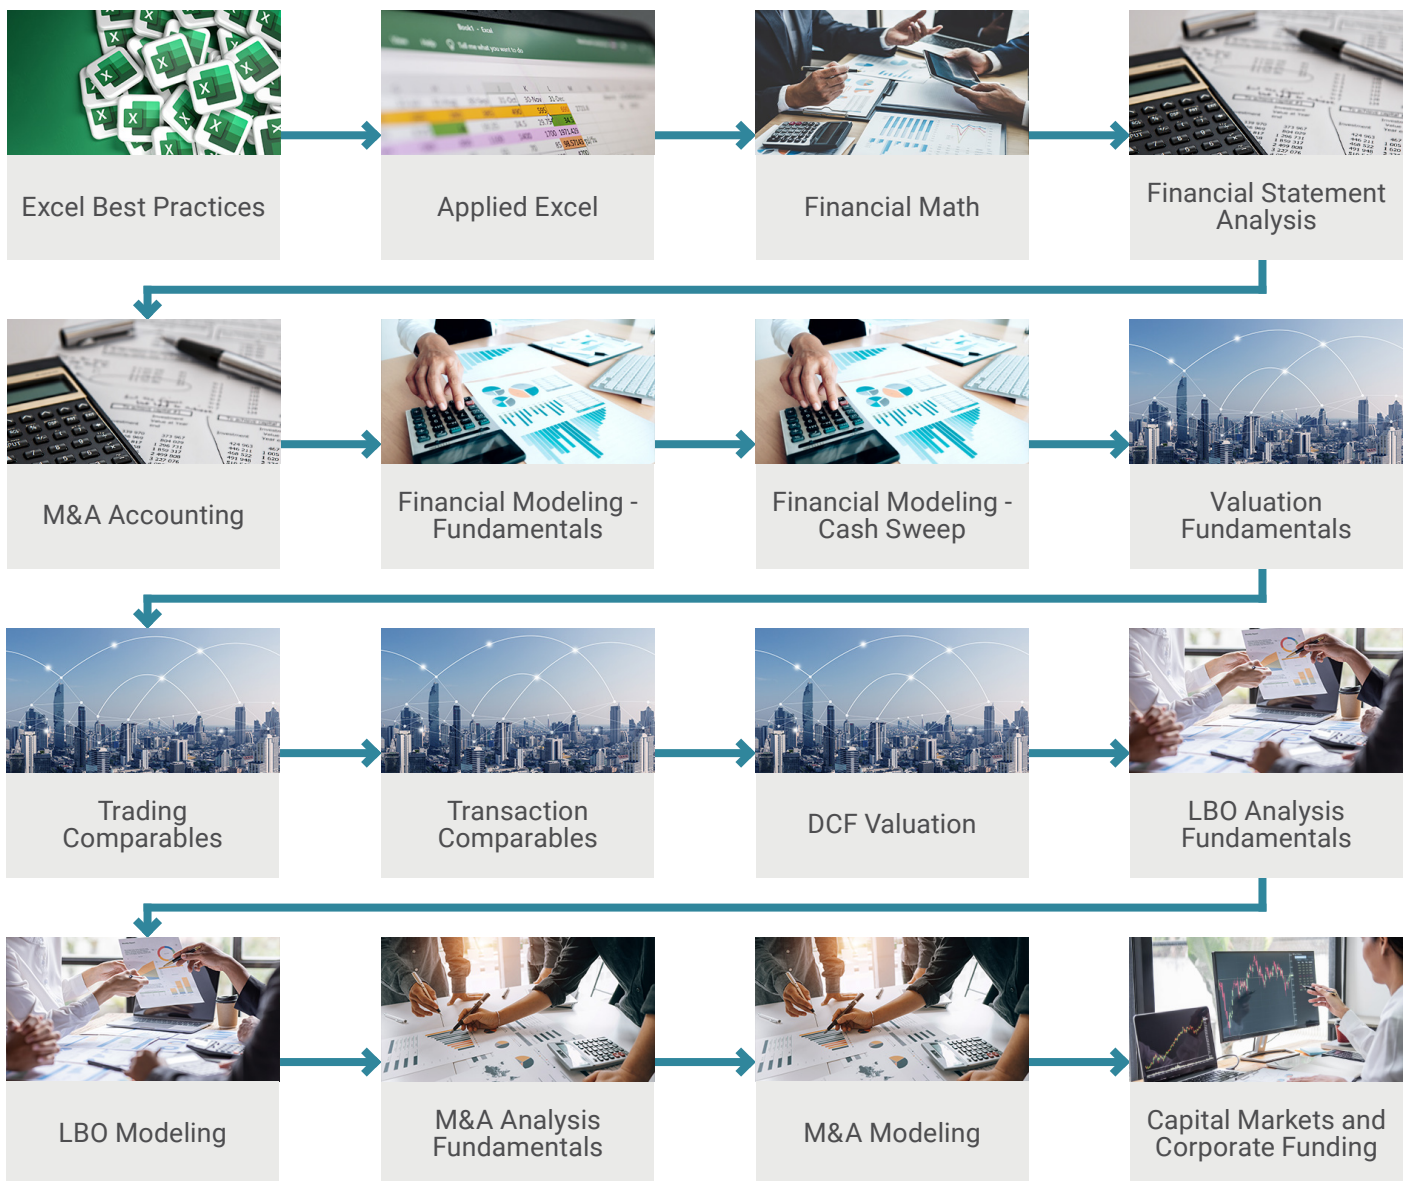 Excel Best Practices
Applied Excel
Financial Math
Financial Statement
Analysis
M&A Accounting
Financial Modeling -
Fundamentals
Financial Modeling -
Cash Sweep
Valuation
Fundamentals
Trading
Comparables
Transaction
Comparables
DCF Valuation
LBO Analysis
Fundamentals
LBO Modeling
M&A Analysis
Fundamentals
M&A Modeling
Capital Markets and
Corporate Funding